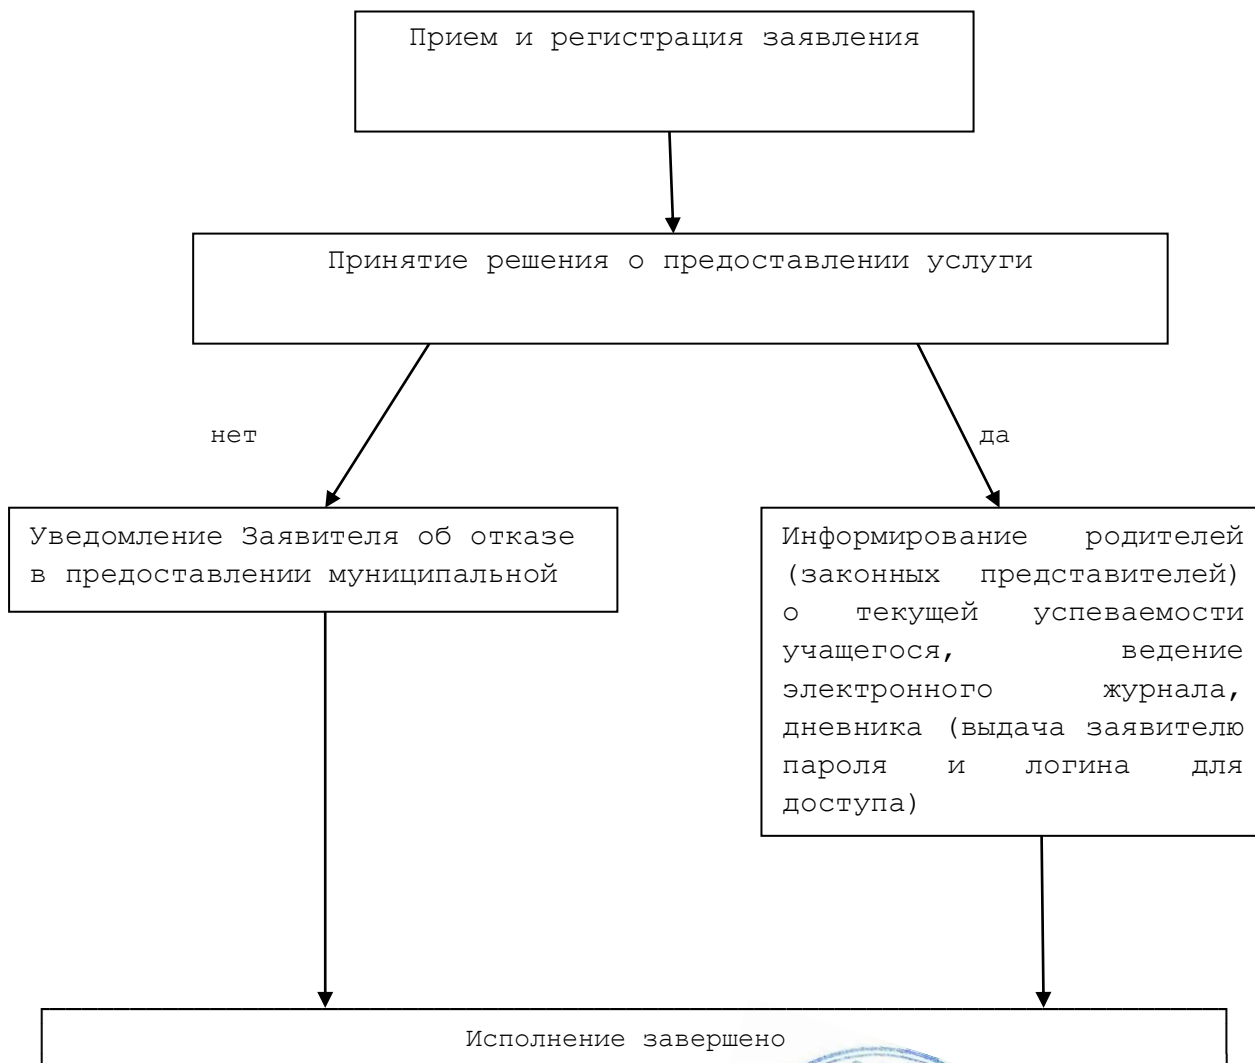 Прием и регистрация заявления
Принятие решения о предоставлении услуги
нет
да
Уведомление Заявителя об отказе
в предоставлении муниципальной
Информирование родителей
(законных представителей)
о текущей успеваемости
учащегося, ведение
электронного журнала,
дневника (выдача заявителю
пароля и логина для
доступа)
Исполнение завершено